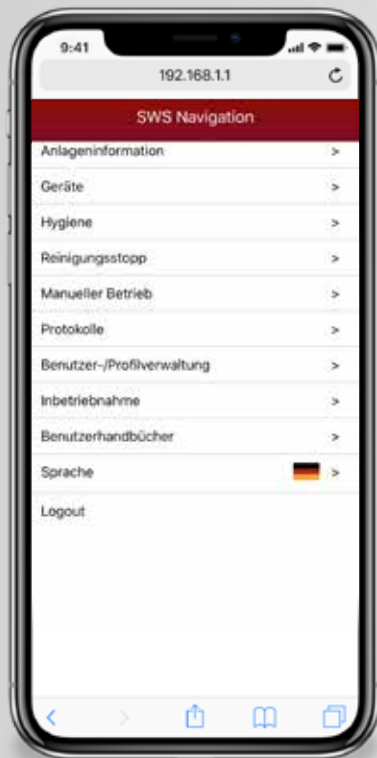 9:41
192.168.1.1
SWS Navigation
Anlageninformation >
Geräte >
Hygiene >
Reinigungsstopp >
Manueller Betrieb >
Protokolle >
Benutzer-/Profilverwaltung >
Inbetriebnahme >
Benutzerhandbücher >
Sprache >
Logout